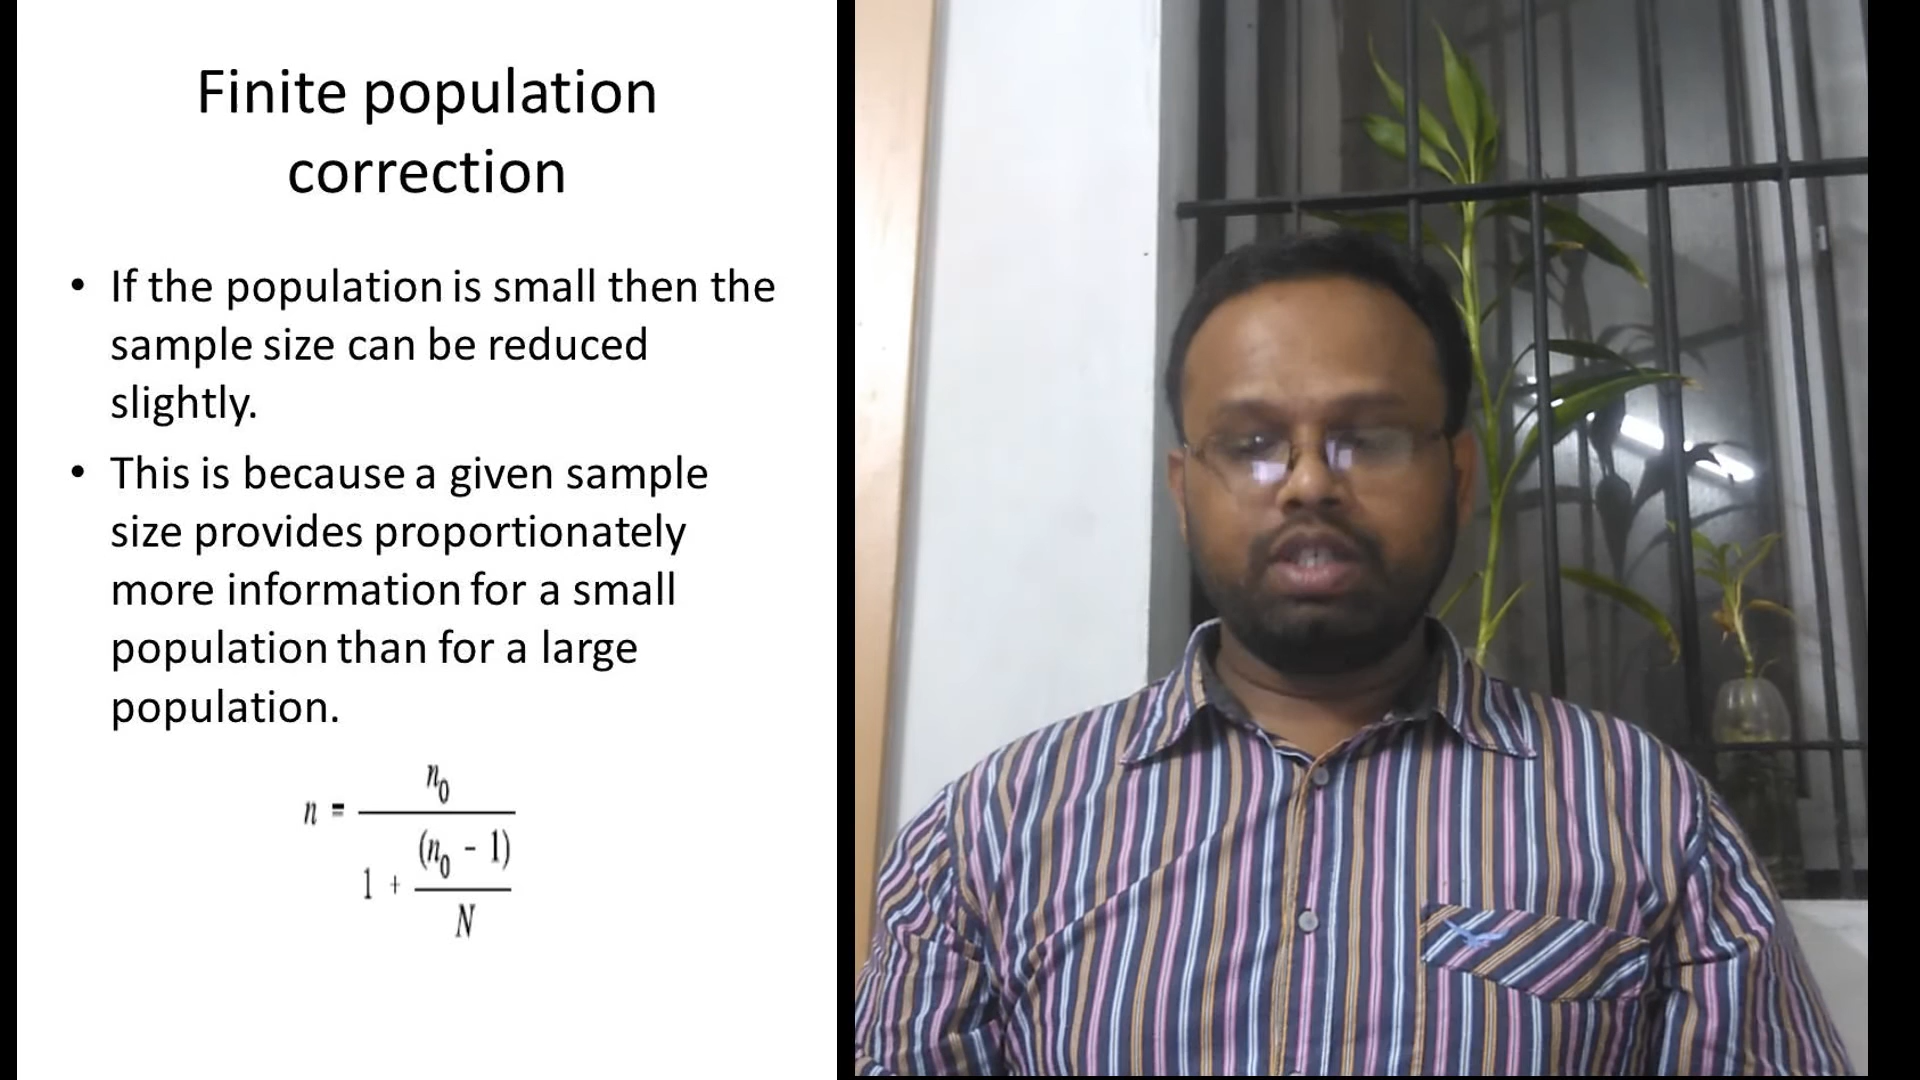 Finite population
correction
• If the population is small then the
sample size can be reduced
slightly.
• This is because a given sample
size provides proportionately
more information for a small
population than for a large
population.
n = n₀ / (1 + (n₀ - 1) / N)